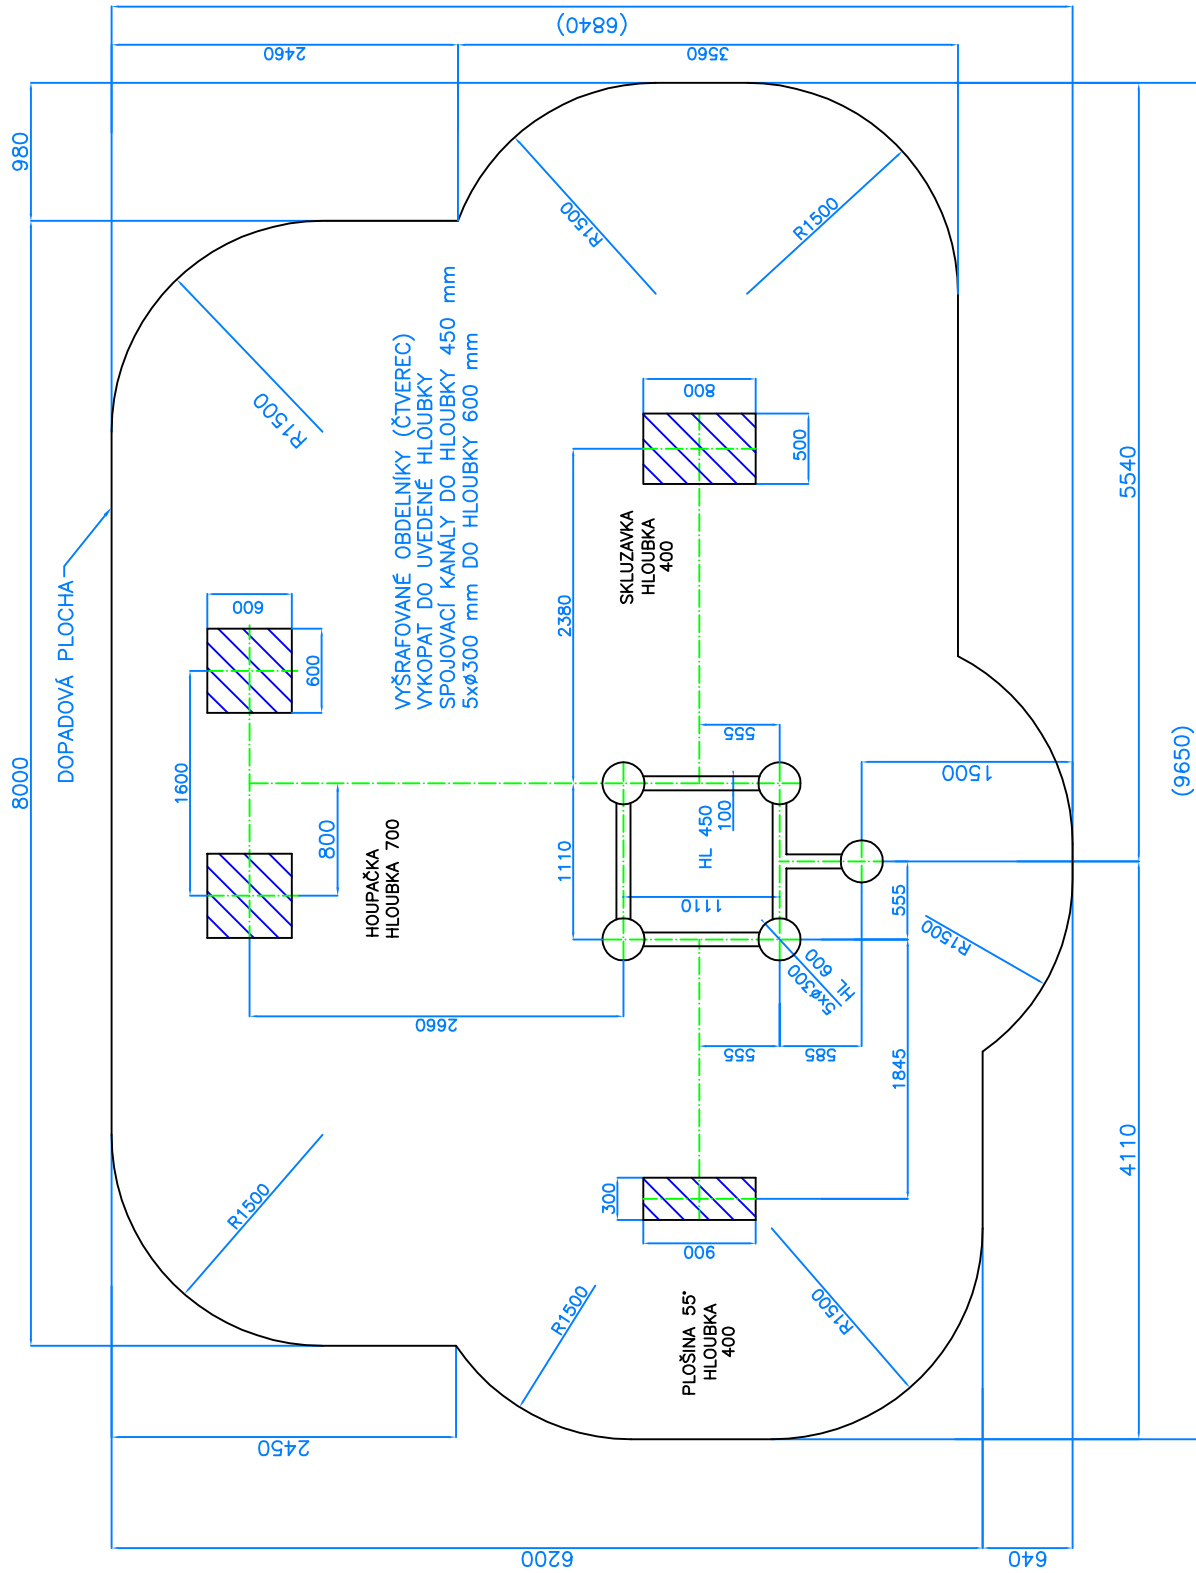 8000
980
DOPADOVÁ PLOCHA
1600
R1500
600
R1500
2450
2460
600
800
HOUPAČKA
HLOUBKA 700
VYŠRAFOVANÉ OBDELNÍKY (ČTVEREC)
VYKOPAT DO UVEDENÉ HLOUBKY
SPOJOVACÍ KANÁLY DO HLOUBKY 450 mm
5xø300 mm DO HLOUBKY 600 mm
2660
1110
2380
R1500
R1500
6200
(6840)
300
SKLUZAVKA
HLOUBKA
400
900
1110
800
PLOŠINA 55°
HLOUBKA
400
HL 450
100
3560
555
555
500
R1500
5xø300
HL 600
585
R1500
1845
555
R1500
1500
640
4110
5540
(9650)